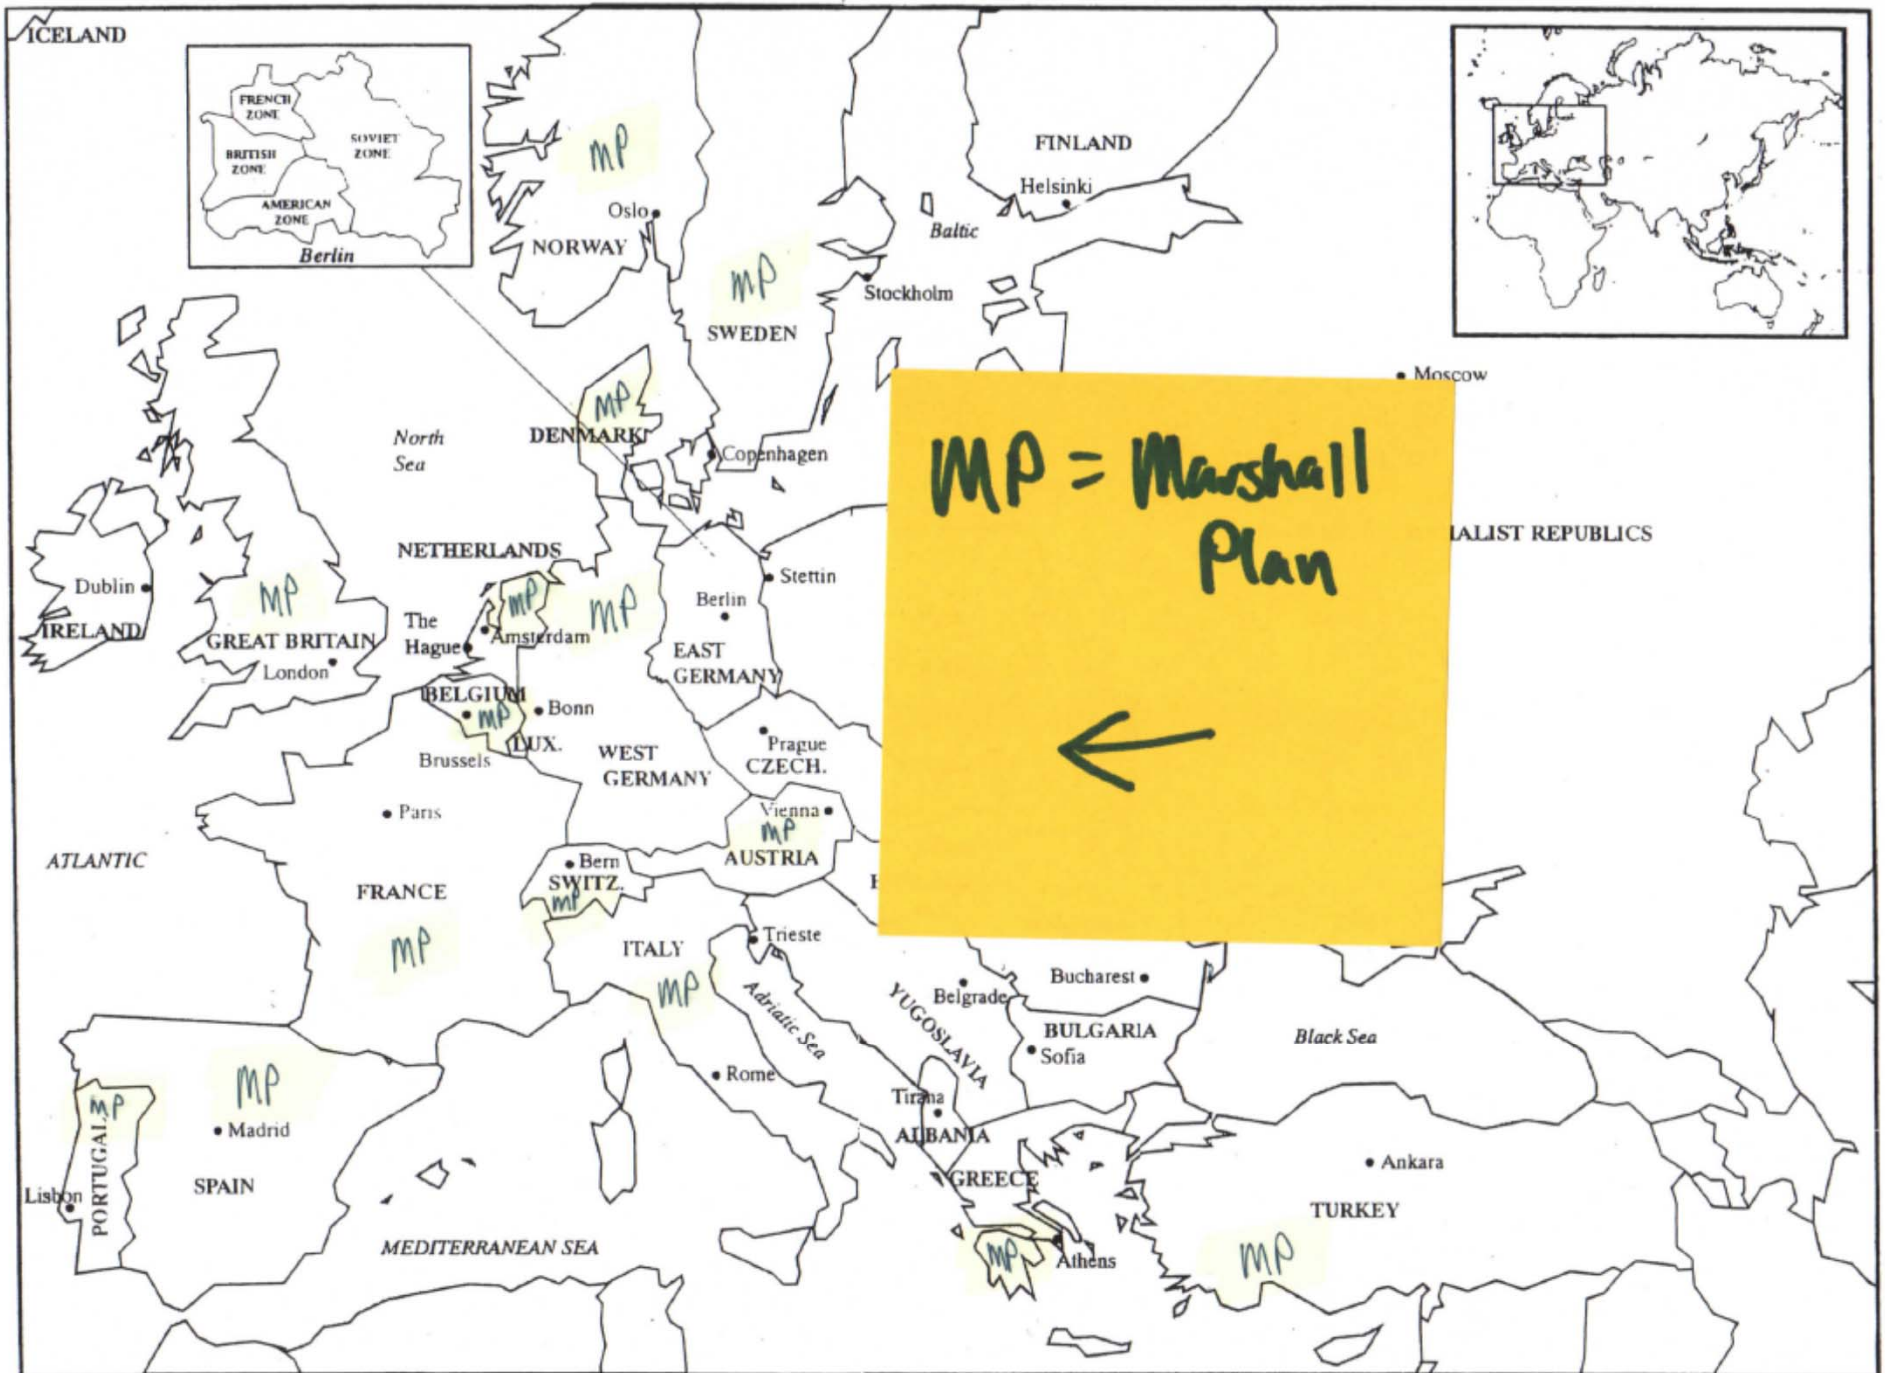 ICELAND
FRENCH
ZONE
BRITISH
ZONE
SOVIET
ZONE
AMERICAN
ZONE
Berlin
MP
Oslo
NORWAY
MP
SWEDEN
Stockholm
Baltic
FINLAND
Helsinki
Moscow
North
Sea
MP
DENMARK
Copenhagen
MP = Marshall
Plan
←
IALIST REPUBLICS
Dublin
IRELAND
MP
GREAT BRITAIN
London
NETHERLANDS
MP
The
Hague
Amsterdam
MP
Stettin
Berlin
EAST
GERMANY
BELGIUM
MP
Brussels
LUX.
Bonn
WEST
GERMANY
Prague
CZECH.
Vienna
MP
AUSTRIA
Paris
ATLANTIC
FRANCE
MP
Bern
SWITZ.
MP
ITALY
MP
Trieste
Adriatic Sea
Rome
Belgrade
YUGOSLAVIA
Bucharest
BULGARIA
Sofia
Black Sea
Tirana
ALBANIA
GREECE
MP
Athens
Ankara
TURKEY
MP
MP
Madrid
SPAIN
MP
PORTUGAL
Lisbon
MEDITERRANEAN SEA